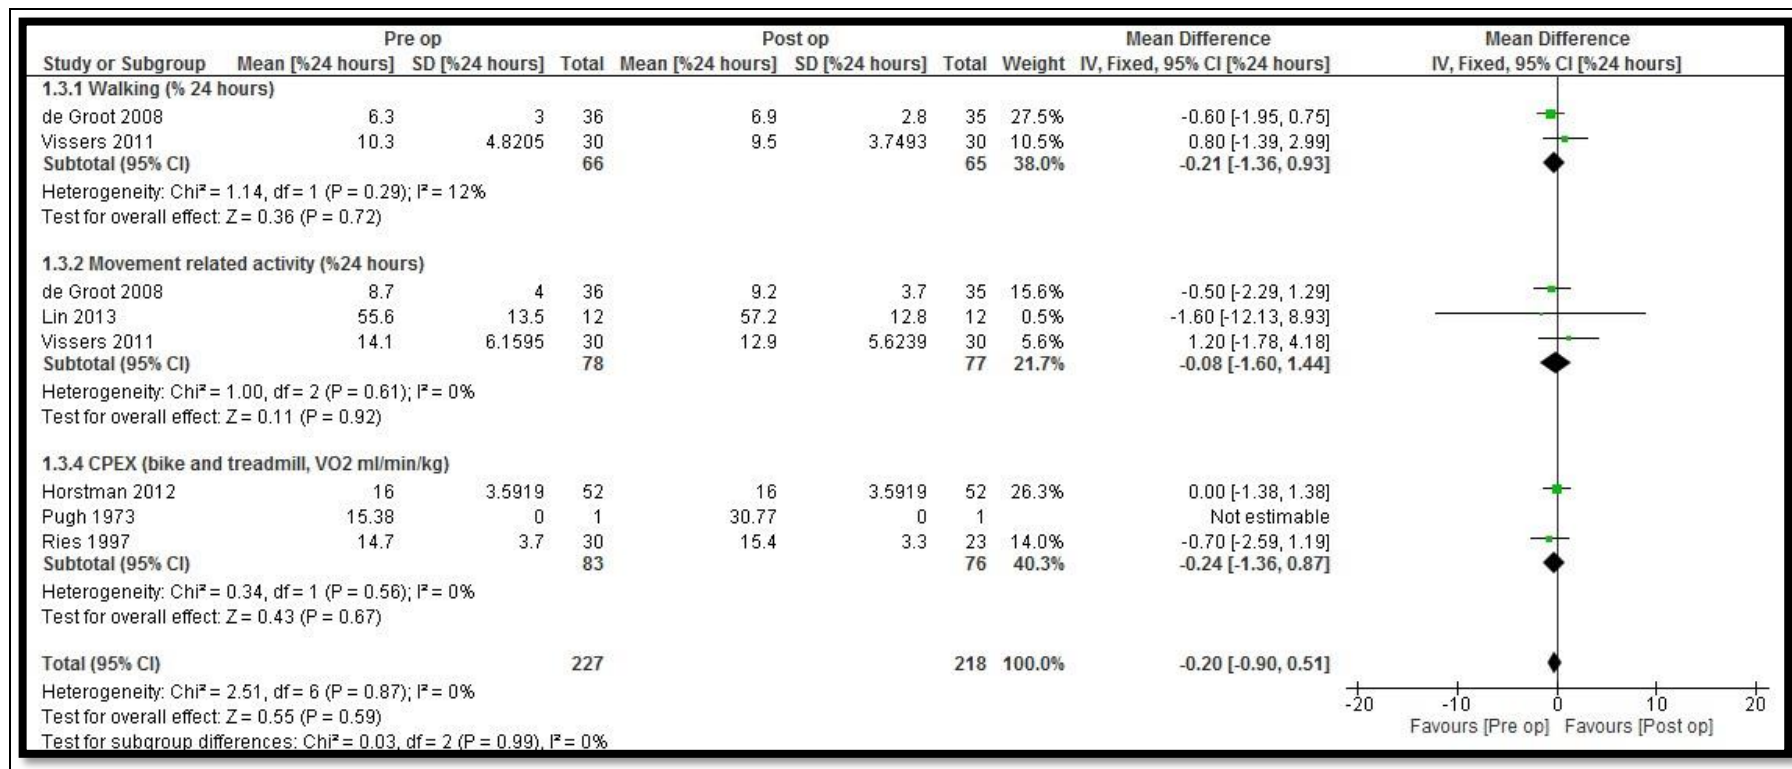 Pre op Post op Mean Difference Mean Difference
Study or Subgroup Mean [%24 hours] SD [%24 hours] Total Mean [%24 hours] SD [%24 hours] Total Weight IV, Fixed, 95% CI [%24 hours] IV, Fixed, 95% CI [%24 hours]
1.3.1 Walking (% 24 hours)
de Groot 2008 6.3 3 36 6.9 2.8 35 27.5% -0.60 [-1.95, 0.75]
Vissers 2011 10.3 4.8205 30 9.5 3.7493 30 10.5% 0.80 [-1.39, 2.99]
Subtotal (95% CI) 66 65 38.0% -0.21 [-1.36, 0.93]
Heterogeneity: Chi² = 1.14, df = 1 (P = 0.29); I² = 12%
Test for overall effect: Z = 0.36 (P = 0.72)
1.3.2 Movement related activity (%24 hours)
de Groot 2008 8.7 4 36 9.2 3.7 35 15.6% -0.50 [-2.29, 1.29]
Lin 2013 55.6 13.5 12 57.2 12.8 12 0.5% -1.60 [-12.13, 8.93]
Vissers 2011 14.1 6.1595 30 12.9 5.6239 30 5.6% 1.20 [-1.78, 4.18]
Subtotal (95% CI) 78 77 21.7% -0.08 [-1.60, 1.44]
Heterogeneity: Chi² = 1.00, df = 2 (P = 0.61); I² = 0%
Test for overall effect: Z = 0.11 (P = 0.92)
1.3.4 CPEX (bike and treadmill, VO2 ml/min/kg)
Horstman 2012 16 3.5919 52 16 3.5919 52 26.3% 0.00 [-1.38, 1.38]
Pugh 1973 15.38 0 1 30.77 0 1 Not estimable
Ries 1997 14.7 3.7 30 15.4 3.3 23 14.0% -0.70 [-2.59, 1.19]
Subtotal (95% CI) 83 76 40.3% -0.24 [-1.36, 0.87]
Heterogeneity: Chi² = 0.34, df = 1 (P = 0.56); I² = 0%
Test for overall effect: Z = 0.43 (P = 0.67)
Total (95% CI) 227 218 100.0% -0.20 [-0.90, 0.51]
Heterogeneity: Chi² = 2.51, df = 6 (P = 0.87); I² = 0%
Test for overall effect: Z = 0.55 (P = 0.59)
Test for subgroup differences: Chi² = 0.03, df = 2 (P = 0.99), I² = 0%
-20 -10 0 10 20
Favours [Pre op] Favours [Post op]